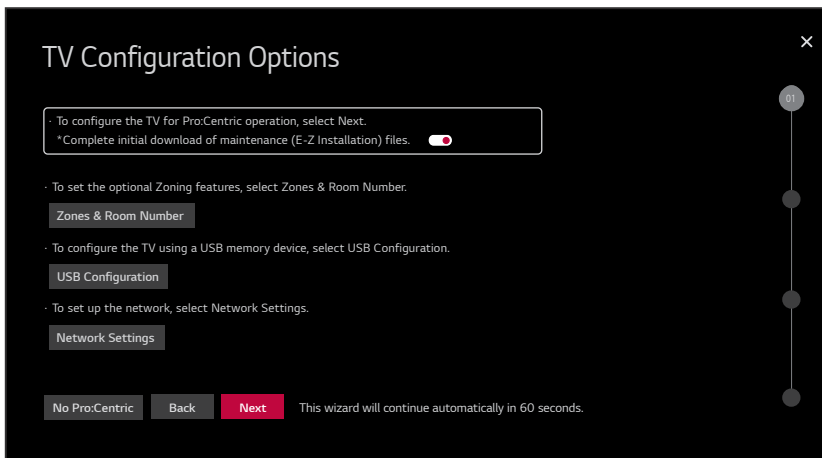 TV Configuration Options
01
· To configure the TV for Pro:Centric operation, select Next.
*Complete initial download of maintenance (E-Z Installation) files.
· To set the optional Zoning features, select Zones & Room Number.
Zones & Room Number
· To configure the TV using a USB memory device, select USB Configuration.
USB Configuration
· To set up the network, select Network Settings.
Network Settings
No Pro:Centric Back Next This wizard will continue automatically in 60 seconds.